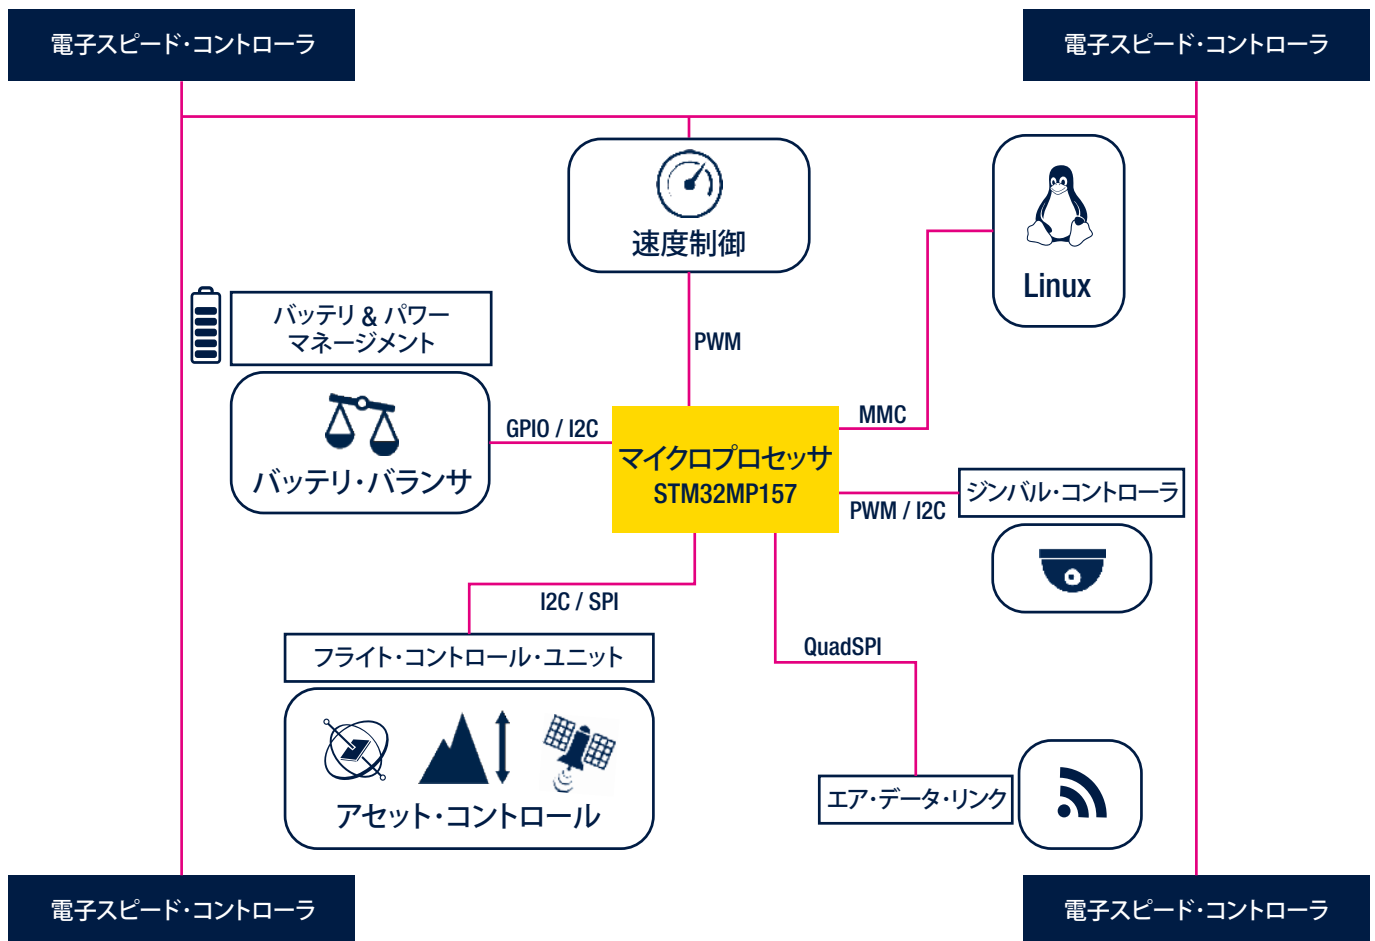 電子スピード・コントローラ
電子スピード・コントローラ
速度制御
Linux
バッテリ & パワー
マネージメント
PWM
MMC
GPIO / I2C
バッテリ・バランサ
マイクロプロセッサ
STM32MP157
ジンバル・コントローラ
PWM / I2C
I2C / SPI
QuadSPI
フライト・コントロール・ユニット
エア・データ・リンク
アセット・コントロール
電子スピード・コントローラ
電子スピード・コントローラ